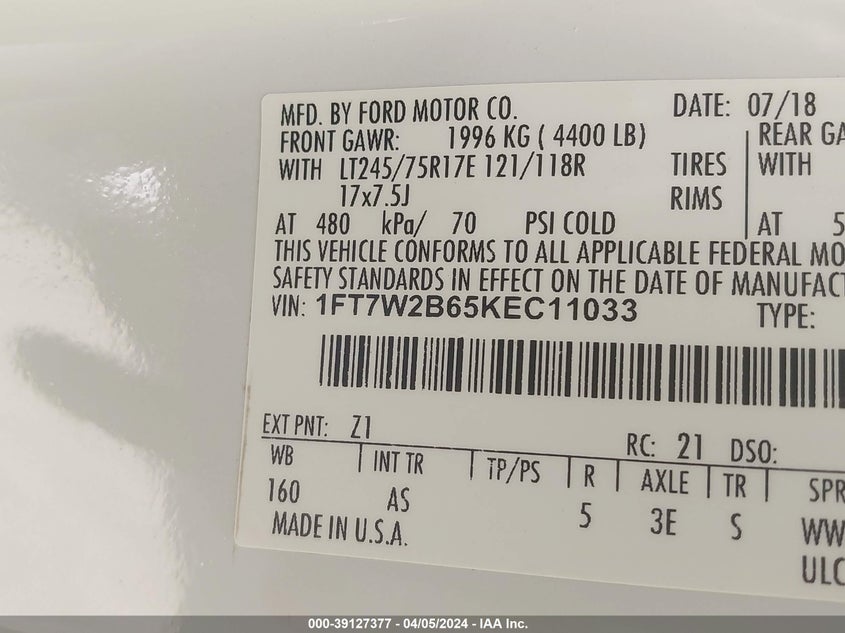 MFD. BY FORD MOTOR CO. DATE: 07/18
FRONT GAWR: 1996 KG ( 4400 LB) REAR GA
WITH LT245/75R17E 121/118R TIRES WITH
17x7.5J RIMS
AT 480 kPa/ 70 PSI COLD AT 5
THIS VEHICLE CONFORMS TO ALL APPLICABLE FEDERAL MO
SAFETY STANDARDS IN EFFECT ON THE DATE OF MANUFACT
VIN: 1FT7W2B65KEC11033 TYPE:
EXT PNT: Z1 RC: 21 DSO:
WB INT TR TP/PS R AXLE TR SPR
160 AS 5 3E S WW
MADE IN U.S.A. ULC
000-39127377 - 04/05/2024 - IAA Inc.